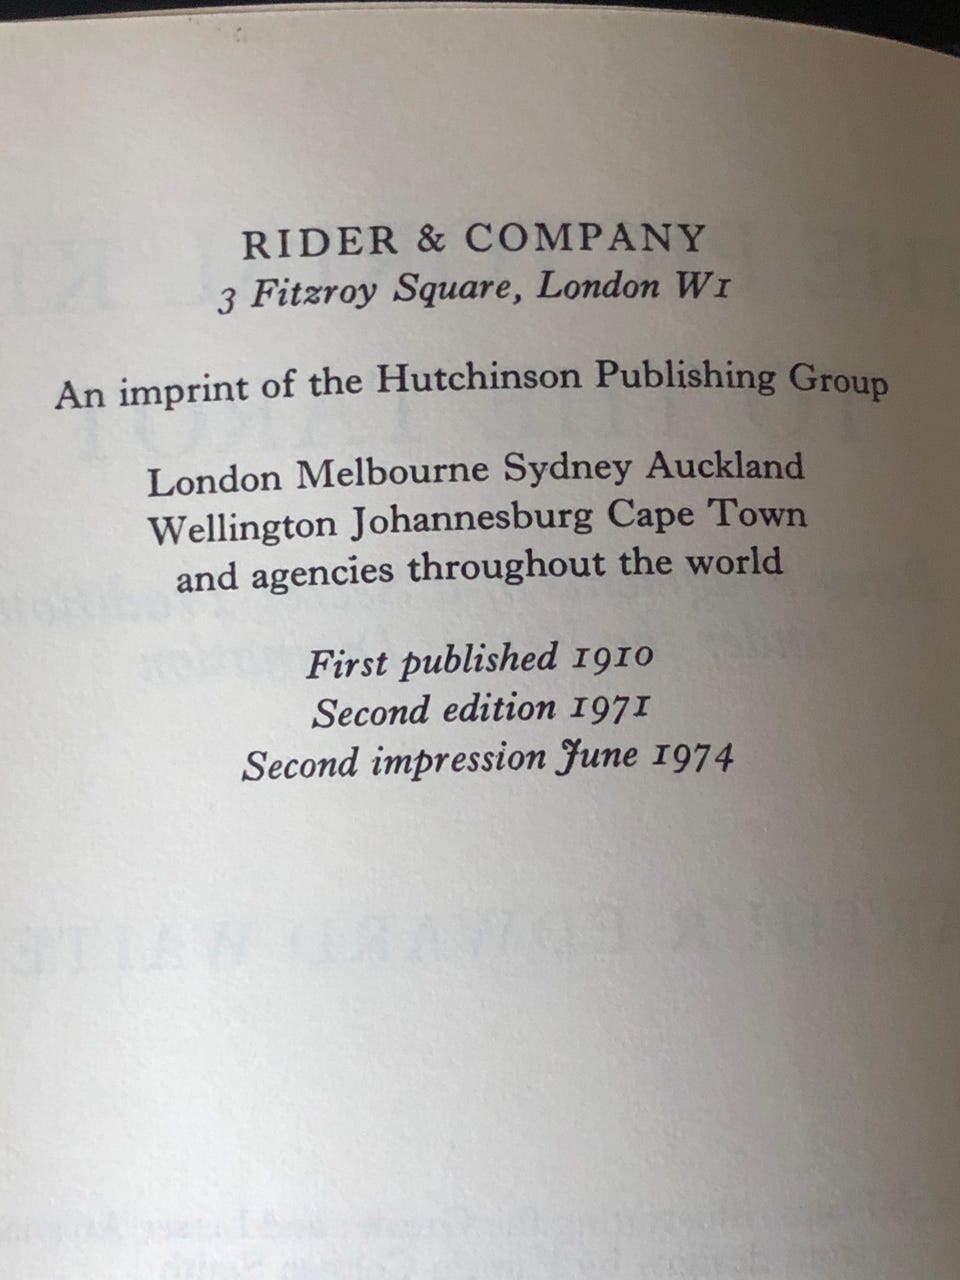 RIDER & COMPANY
3 Fitzroy Square, London W1
An imprint of the Hutchinson Publishing Group
London Melbourne Sydney Auckland
Wellington Johannesburg Cape Town
and agencies throughout the world
First published 1910
Second edition 1971
Second impression June 1974